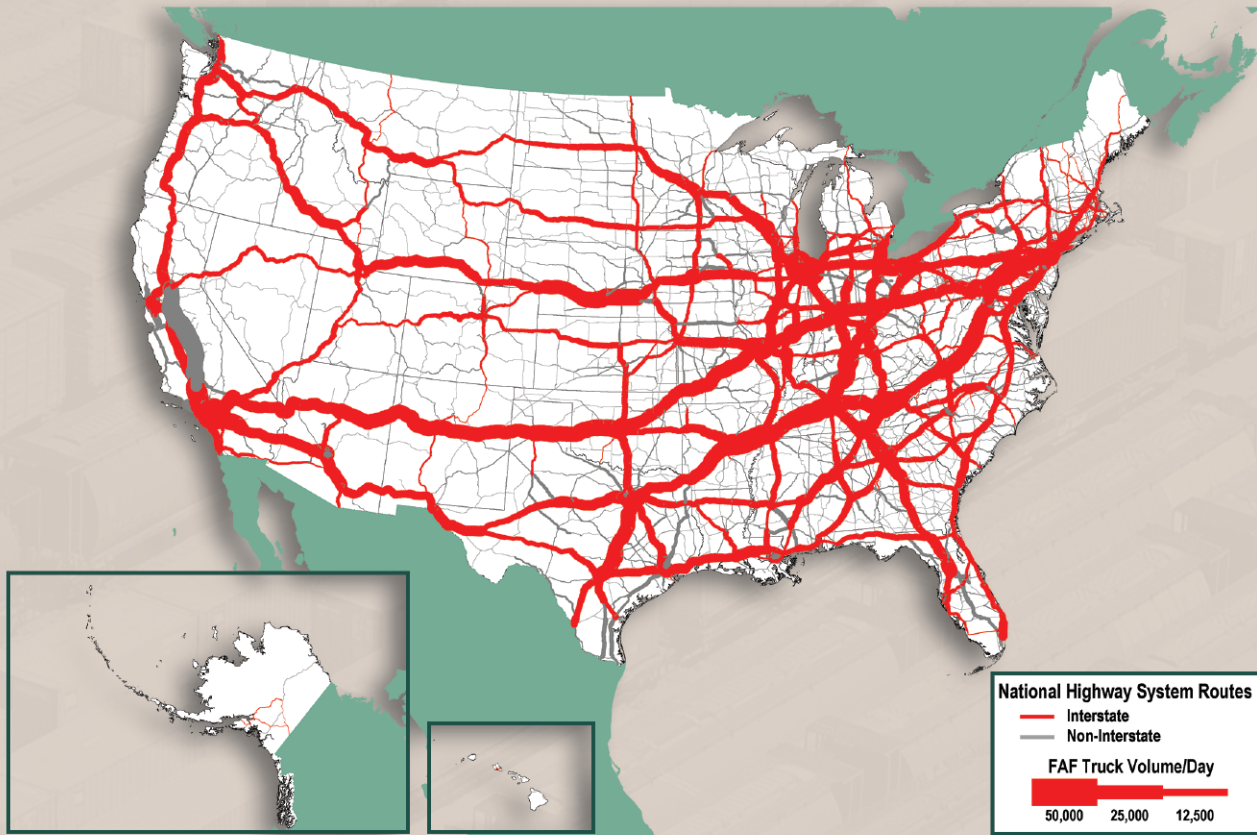 National Highway System Routes
Interstate
Non-Interstate
FAF Truck Volume/Day
50,000 25,000 12,500